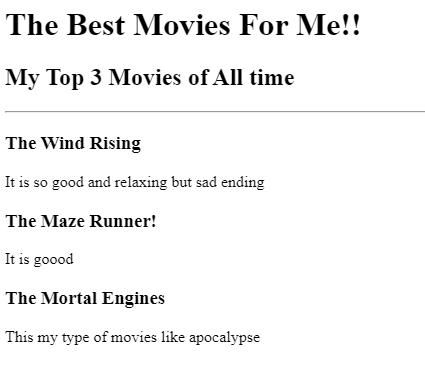 The Best Movies For Me!!
My Top 3 Movies of All time
The Wind Rising
It is so good and relaxing but sad ending
The Maze Runner!
It is goood
The Mortal Engines
This my type of movies like apocalypse